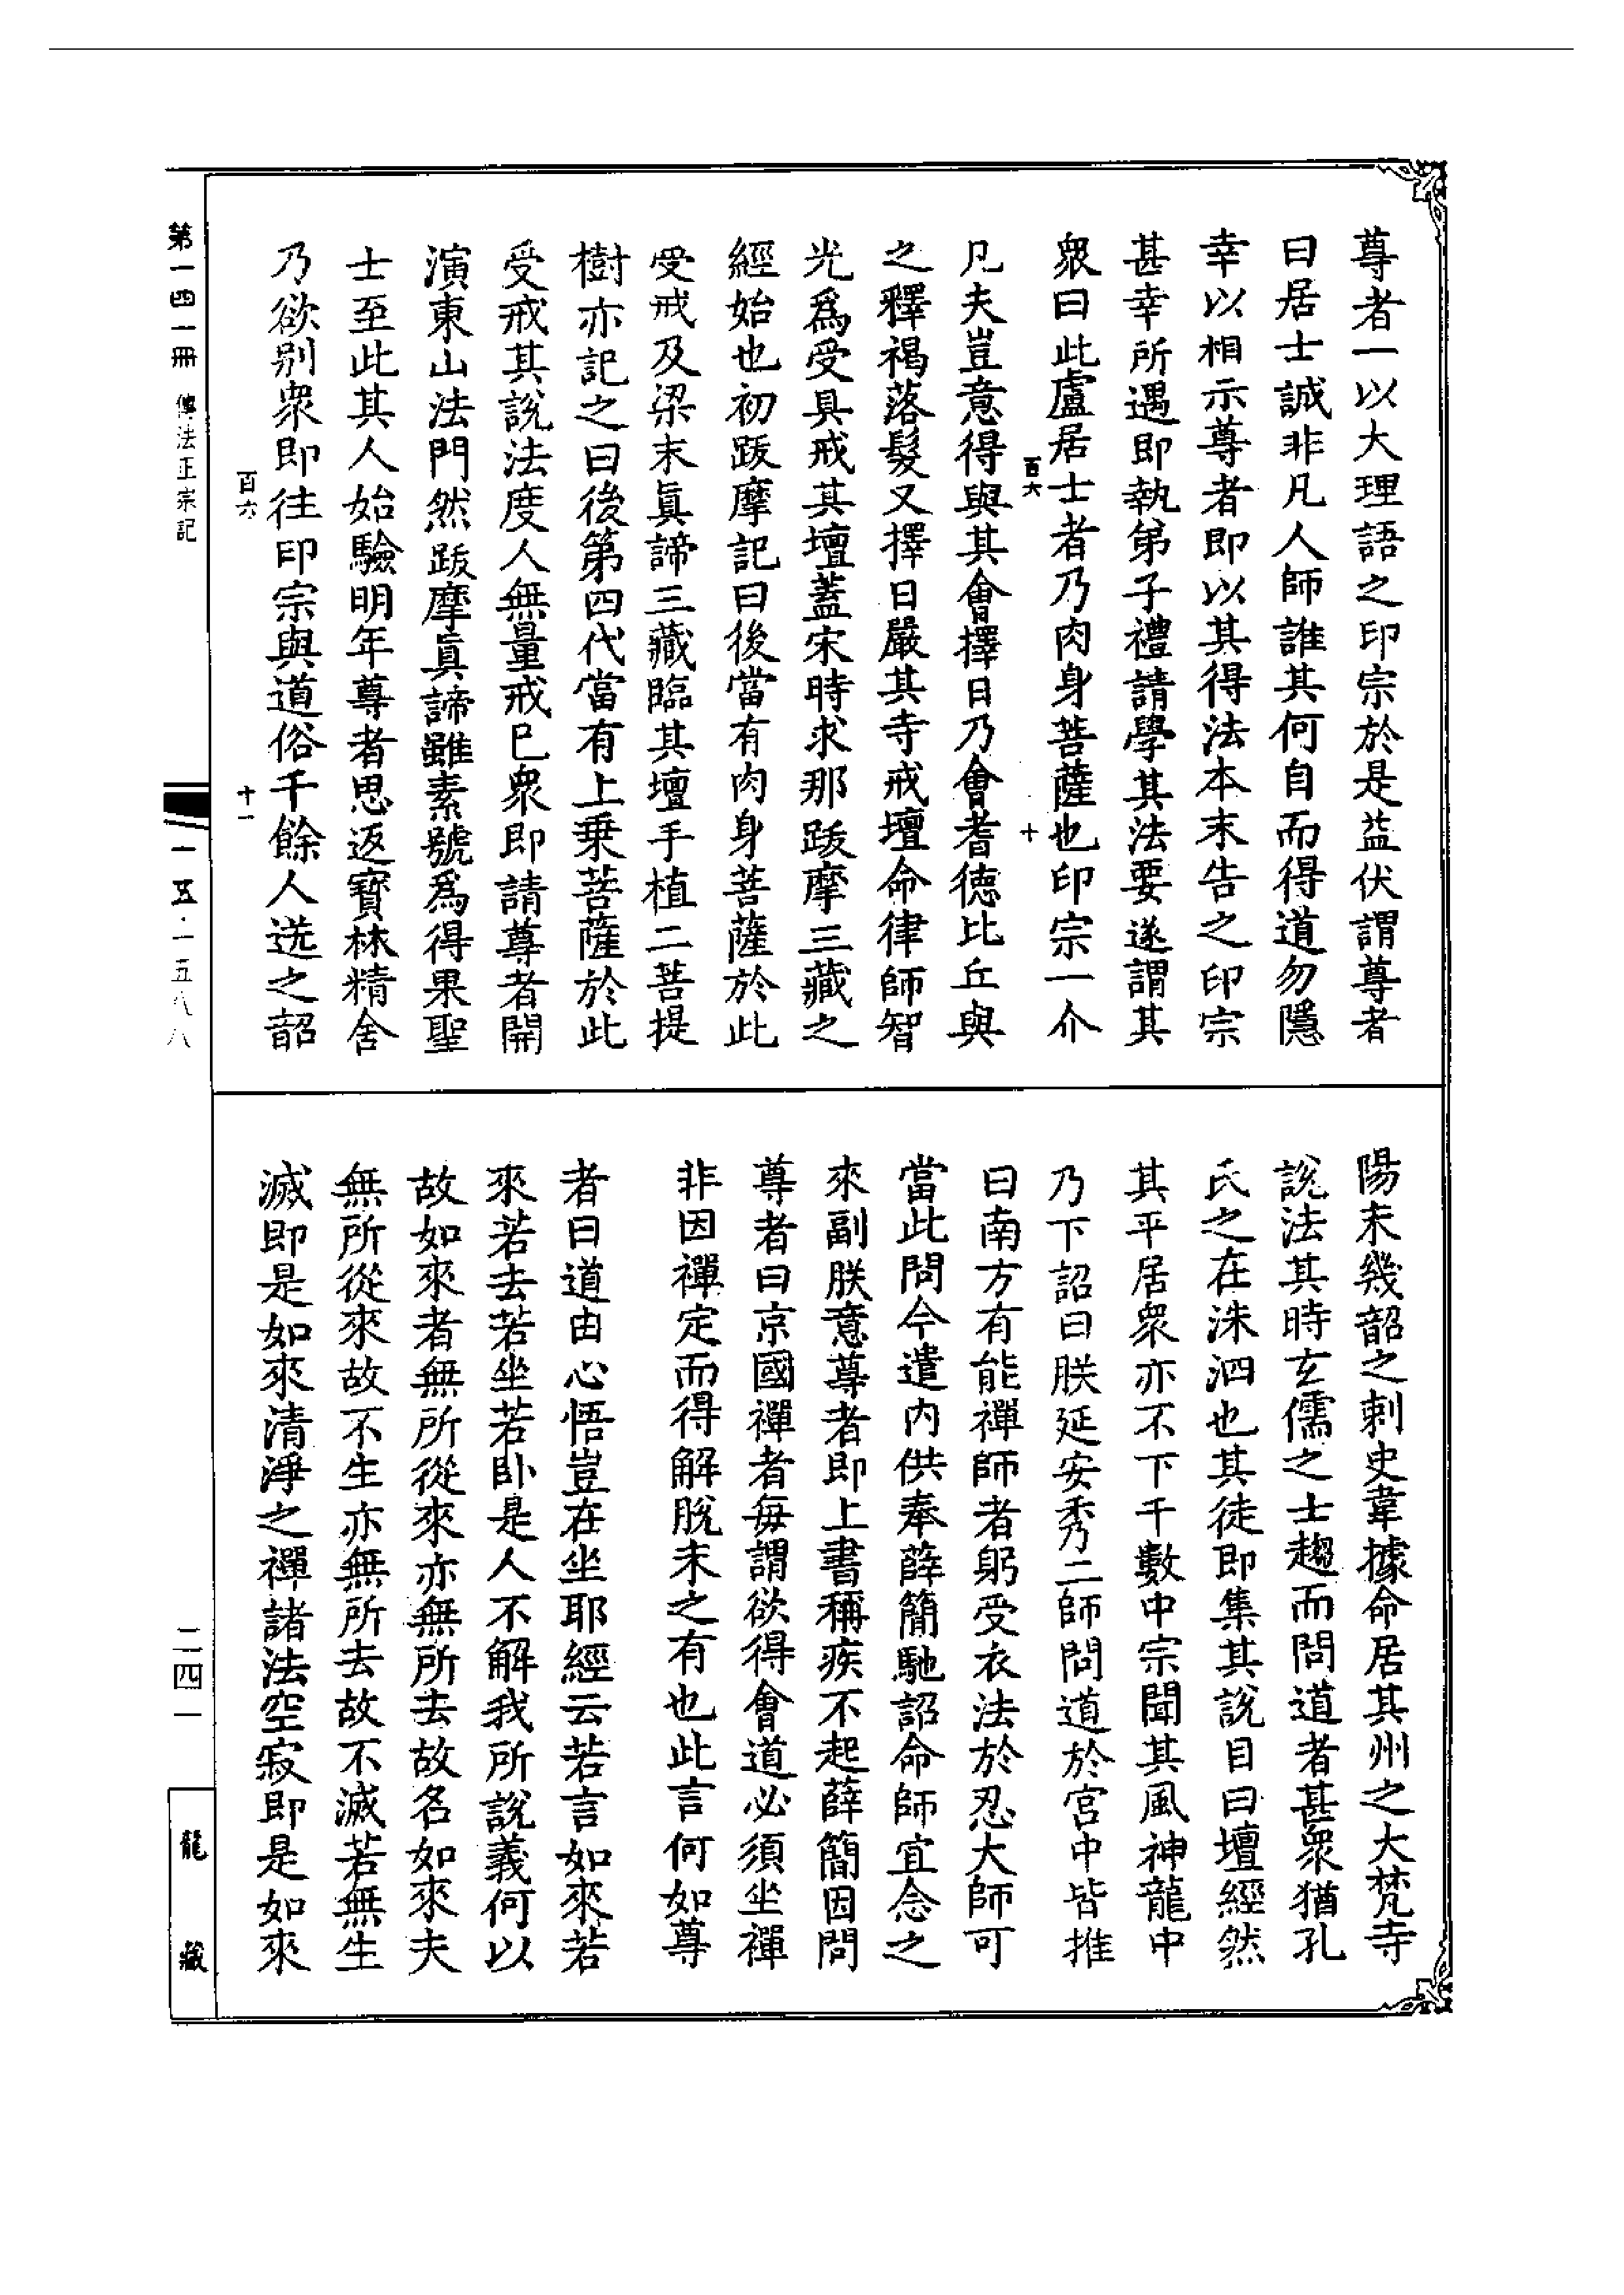 尊者一以大理語之印宗於是益伏謂尊者
曰居士誠非凡人師誰其何自而得道勿隱
幸以相示尊者即以其得法本末告之印宗
甚幸所遇即執弟子禮請學其法要遂謂其
衆曰此盧居士者乃肉身菩薩也印宗一介
百六 十
凡夫豈意得與其會擇日乃會耆德比丘與
之釋褐落髮又擇日嚴其寺戒壇命律師智
光爲受具戒其壇蓋宋時求那跋摩三藏之
經始也初跋摩記曰後當有肉身菩薩於此
受戒及梁末眞諦三藏臨其壇手植二菩提
樹亦記之曰後第四代當有上乘菩薩於此
受戒其說法度人無量戒已衆即請尊者開
演東山法門然跋摩眞諦雖素號爲得果聖
士至此其人始驗明年尊者思返寶林精舍
乃欲別衆即往印宗與道俗千餘人送之韶
百六 十一
陽未幾韶之刺史韋據命居其州之大梵寺
說法其時玄儒之士趨而問道者甚衆猶孔
氏之在洙泗也其徒即集其說目曰壇經然
其平居衆亦不下千數中宗聞其風神龍中
乃下詔曰朕延安秀二師問道於宮中皆推
曰南方有能禪師者躬受衣法於忍大師可
當此問今遣内供奉薛簡馳詔命師宜念之
來副朕意尊者即上書稱疾不起薛簡因問
尊者曰京國禪者每謂欲得會道必須坐禪
非因禪定而得解脫未之有也此言何如尊
者曰道由心悟豈在坐耶經云若言如來若
來若去若坐若臥是人不解我所說義何以
故如來者無所從來亦無所去故名如來夫
無所從來故不生亦無所去故不滅若無生
滅即是如來清淨之禪諸法空寂即是如來
第一四一冊 傳法正宗記
一五·一五八八
二四一
龍藏